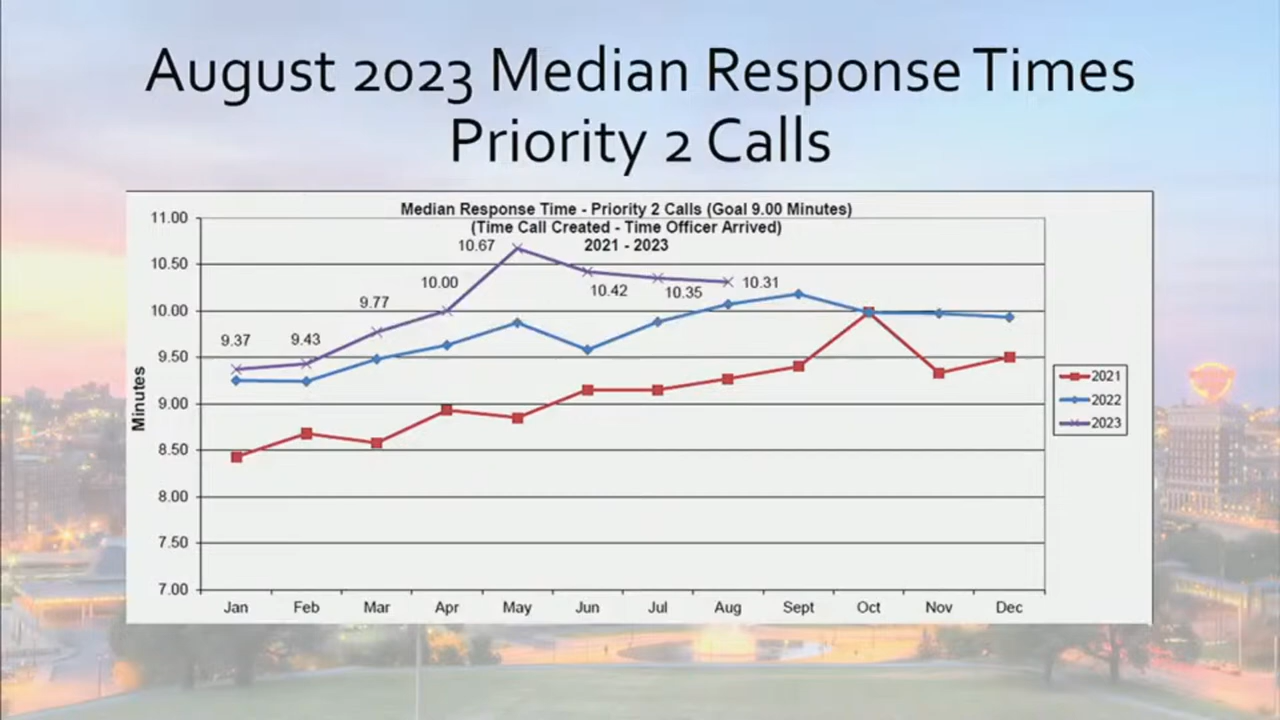 August 2023 Median Response Times
Priority 2 Calls
Median Response Time - Priority 2 Calls (Goal 9.00 Minutes)
(Time Call Created - Time Officer Arrived)
2021 - 2023
11.00
10.50
10.00
9.50
9.00
8.50
8.00
7.50
7.00
Minutes
9.37
9.43
9.77
10.00
10.67
10.42
10.35
10.31
Jan Feb Mar Apr May Jun Jul Aug Sept Oct Nov Dec
2021
2022
2023